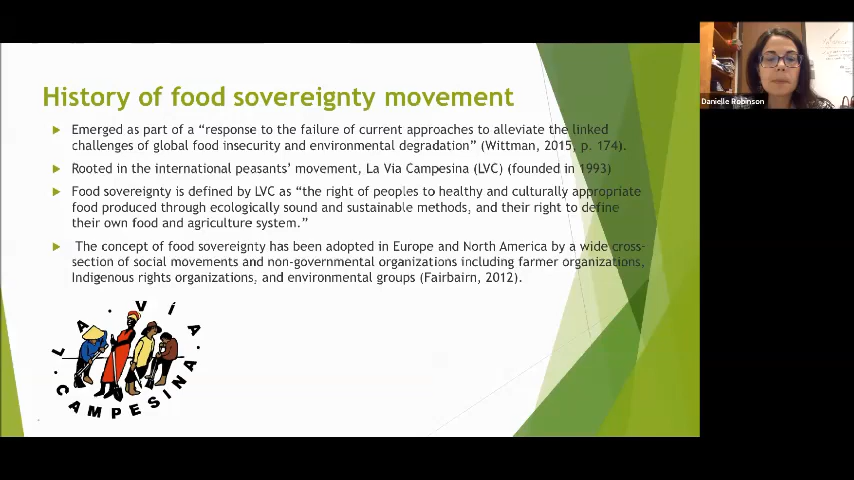 History of food sovereignty movement
Emerged as part of a “response to the failure of current approaches to alleviate the linked
challenges of global food insecurity and environmental degradation” (Wittman, 2015, p. 174).
Rooted in the international peasants’ movement, La Via Campesina (LVC) (founded in 1993)
Food sovereignty is defined by LVC as “the right of peoples to healthy and culturally appropriate
food produced through ecologically sound and sustainable methods, and their right to define
their own food and agriculture system.”
The concept of food sovereignty has been adopted in Europe and North America by a wide cross-
section of social movements and non-governmental organizations including farmer organizations,
Indigenous rights organizations, and environmental groups (Fairbairn, 2012).
LA · VÍA
· CAMPESINA ·
Danielle Robinson